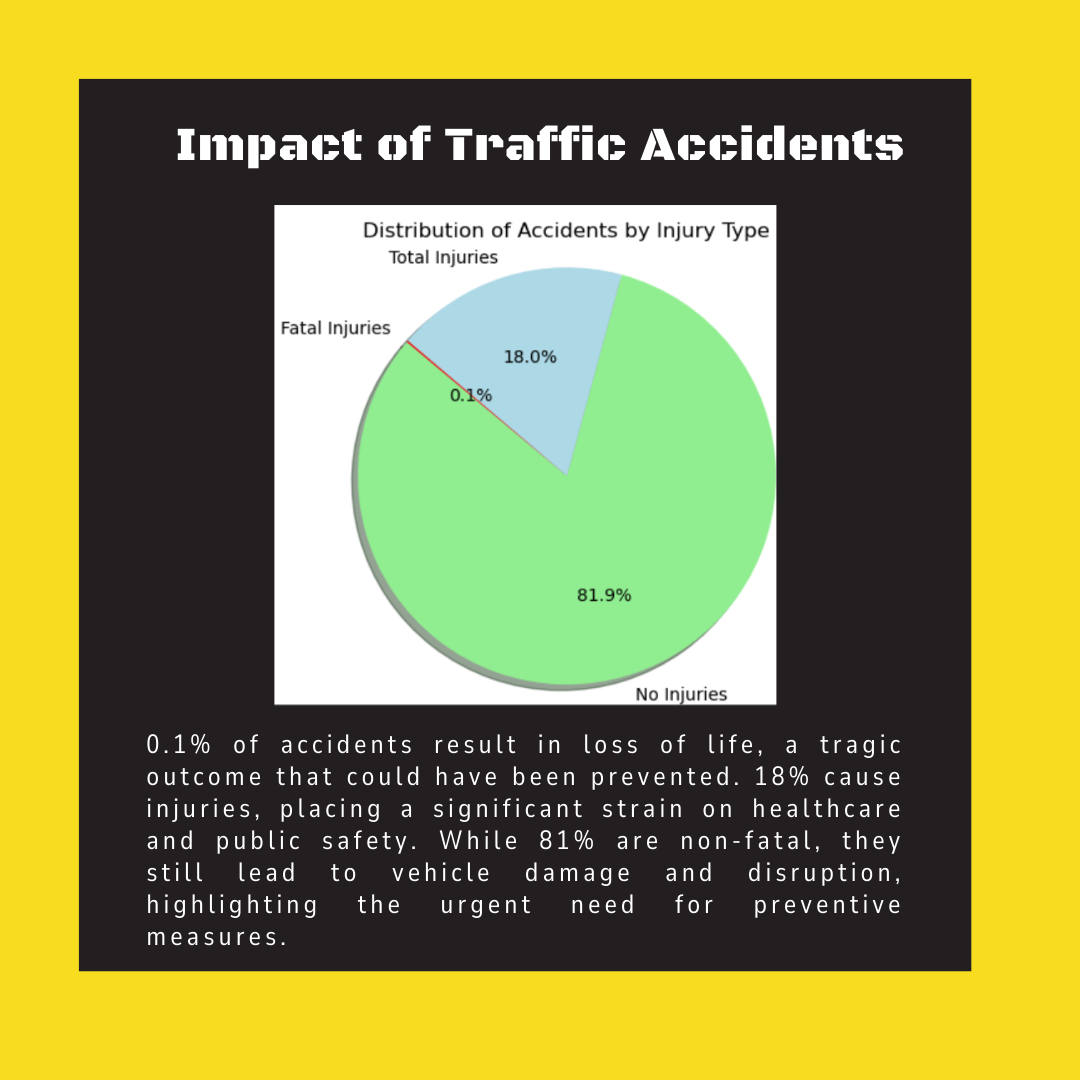 Impact of Traffic Accidents
Distribution of Accidents by Injury Type
Total Injuries
Fatal Injuries
18.0%
0.1%
81.9%
No Injuries
0.1% of accidents result in loss of life, a tragic
outcome that could have been prevented. 18% cause
injuries, placing a significant strain on healthcare
and public safety. While 81% are non-fatal, they
still lead to vehicle damage and disruption,
highlighting the urgent need for preventive
measures.